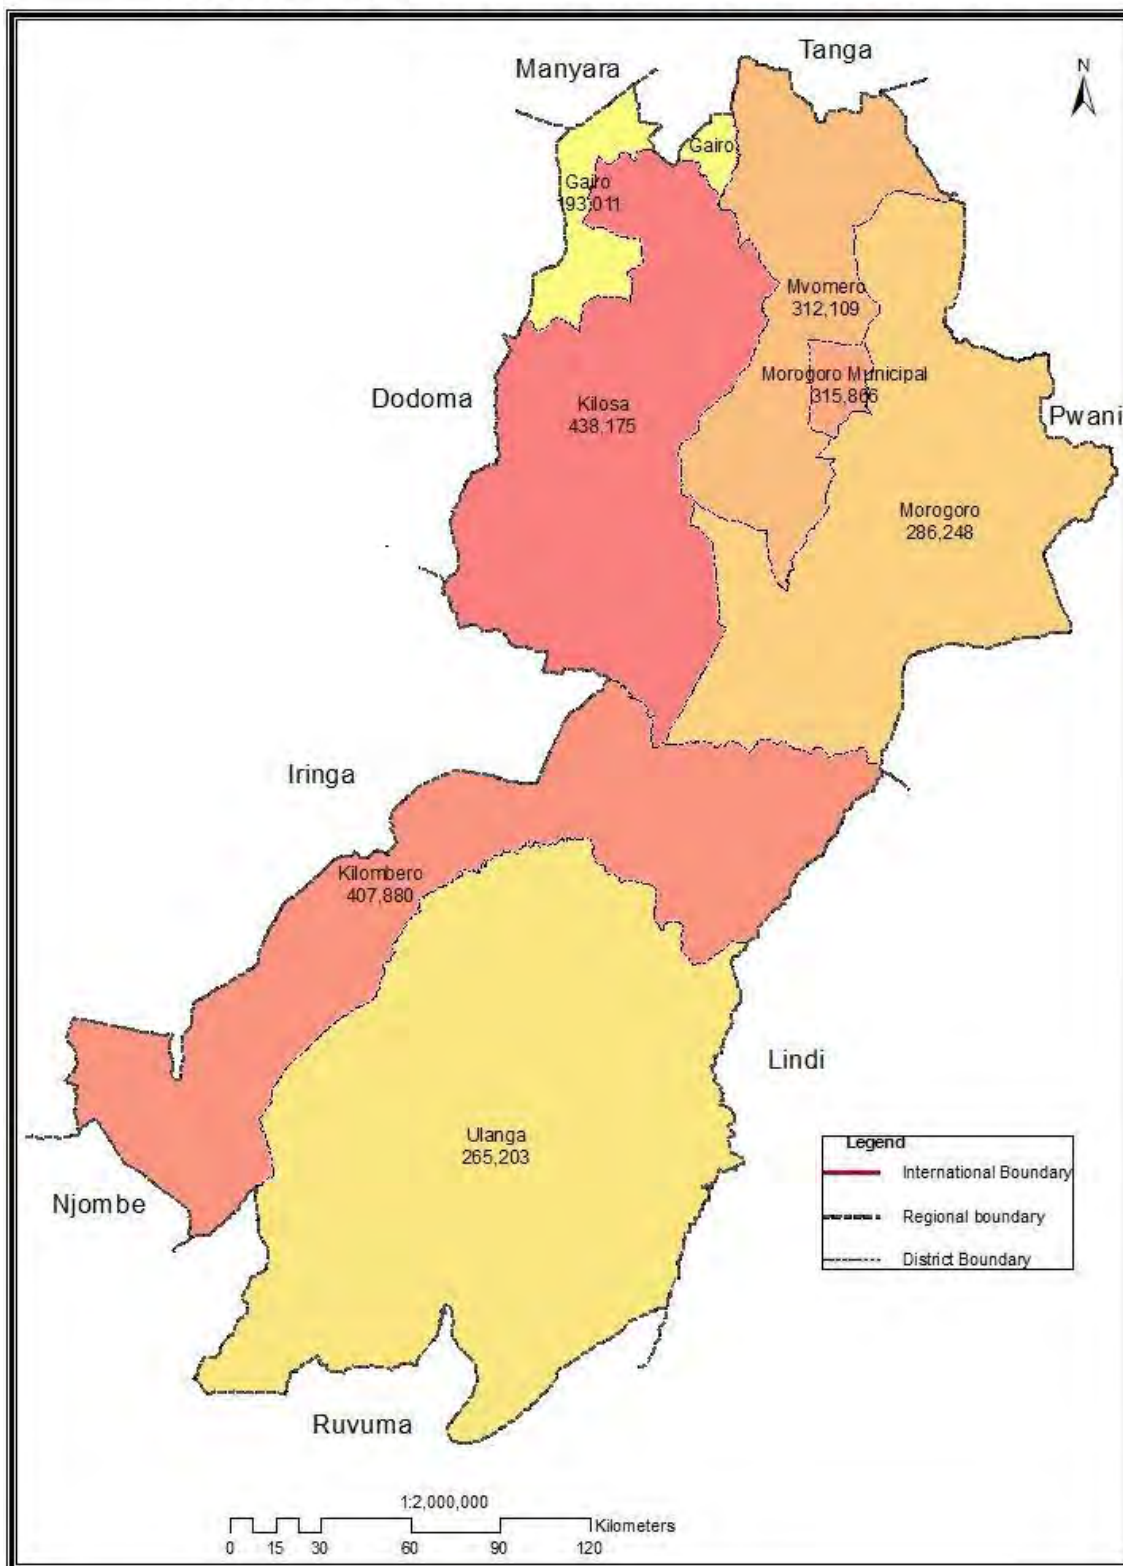 Manyara
Tanga
N
Gairo
Gairo
193,011
Mvomero
312,109
Morogoro Municipal
315,866
Dodoma
Kilosa
438,175
Pwani
Morogoro
286,248
Iringa
Kilombero
407,880
Lindi
Ulanga
265,203
Legend
International Boundary
Regional boundary
District Boundary
Njombe
Ruvuma
1:2,000,000
Kilometers
0 15 30 60 90 120